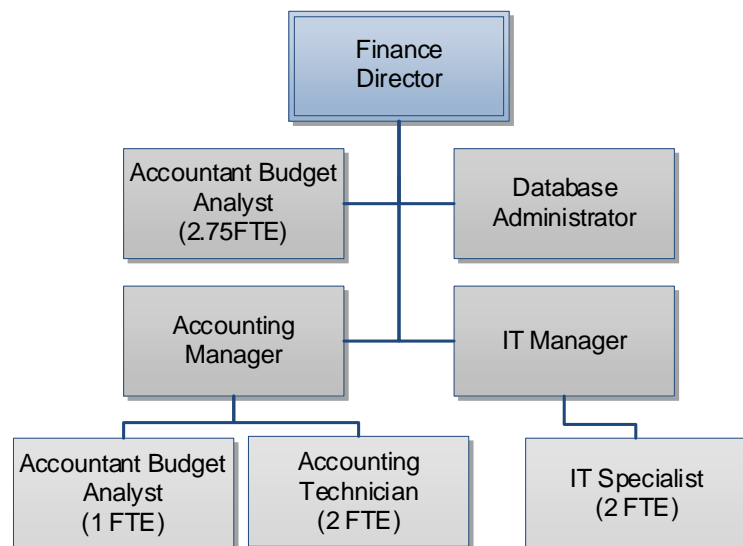 Finance
Director
Accountant Budget
Analyst
(2.75FTE)
Database
Administrator
Accounting
Manager
IT Manager
Accountant Budget
Analyst
(1 FTE)
Accounting
Technician
(2 FTE)
IT Specialist
(2 FTE)